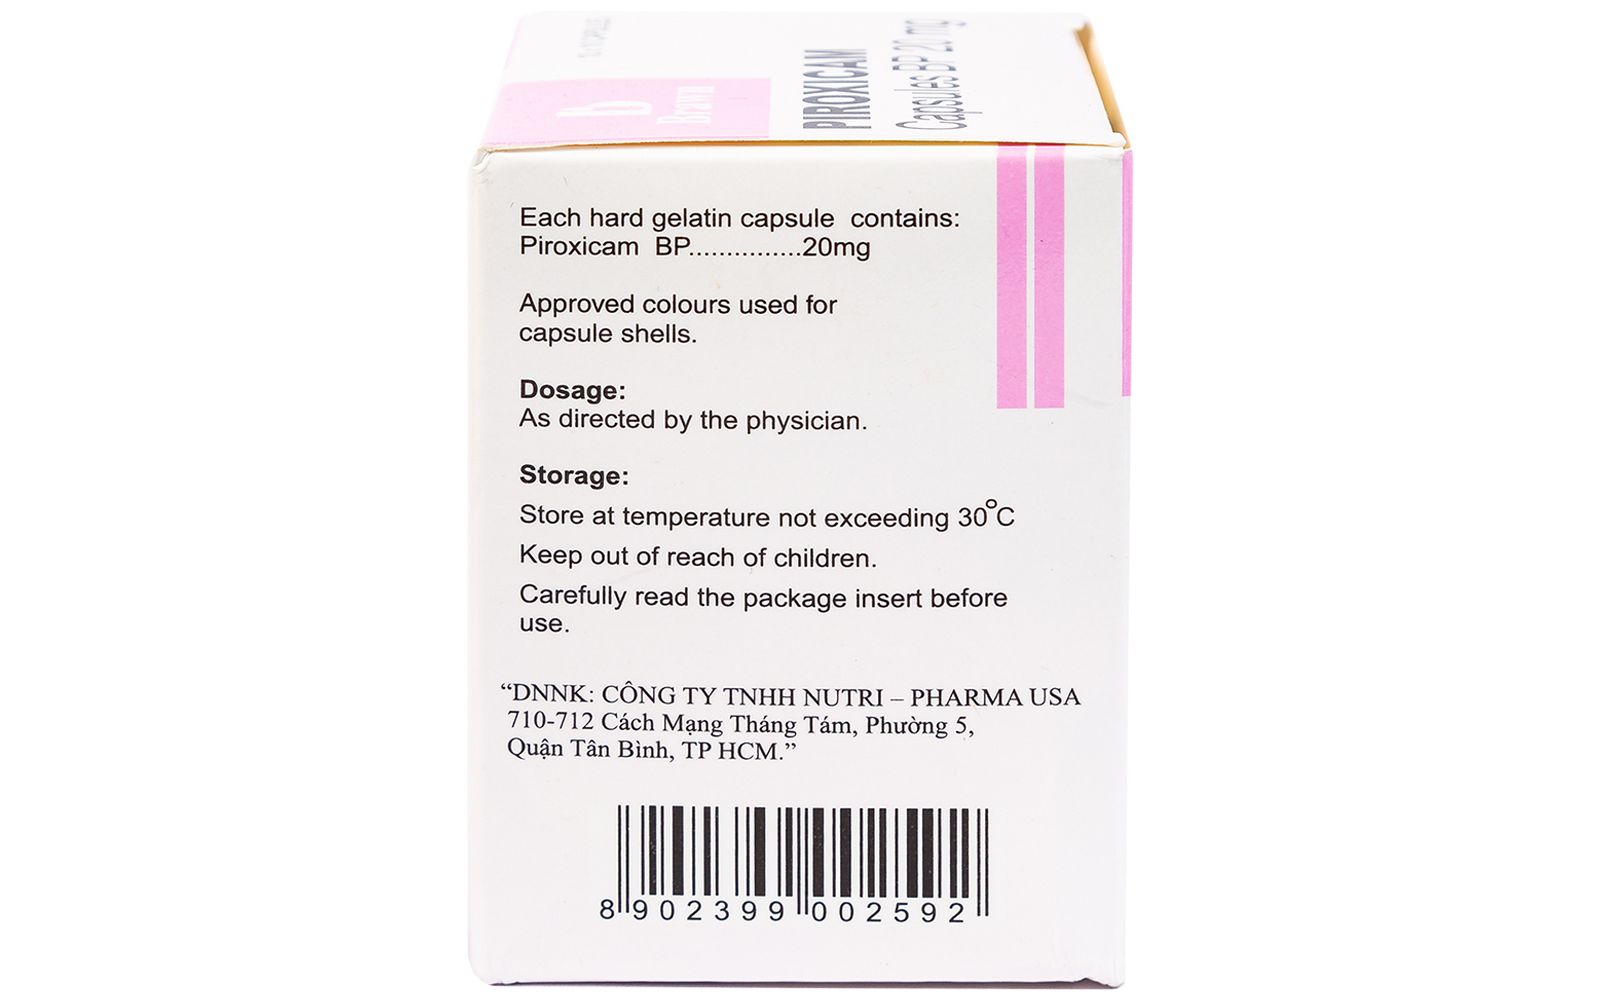 Brawn
PIROXICAM
Capsules BP 20 mg
Each hard gelatin capsule contains:
Piroxicam BP...............20mg
Approved colours used for
capsule shells.
Dosage:
As directed by the physician.
Storage:
Store at temperature not exceeding 30°C
Keep out of reach of children.
Carefully read the package insert before
use.
“DNNK: CÔNG TY TNHH NUTRI – PHARMA USA
710-712 Cách Mạng Tháng Tám, Phường 5,
Quận Tân Bình, TP HCM.”
8 902399 002592